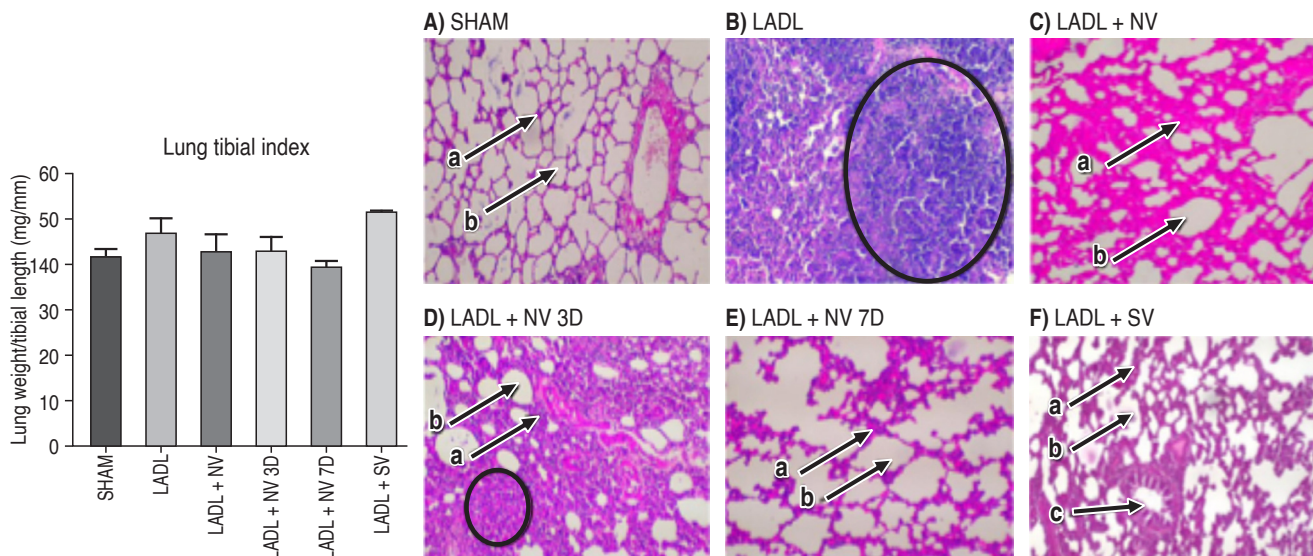 Lung tibial index
Lung weight/tibial length (mg/mm)
60
50
140
30
20
10
0
SHAM
LADL
LADL + NV
LADL + NV 3D
LADL + NV 7D
LADL + SV
A) SHAM
a
b
B) LADL
C) LADL + NV
a
b
D) LADL + NV 3D
b
a
E) LADL + NV 7D
a
b
F) LADL + SV
a
b
c